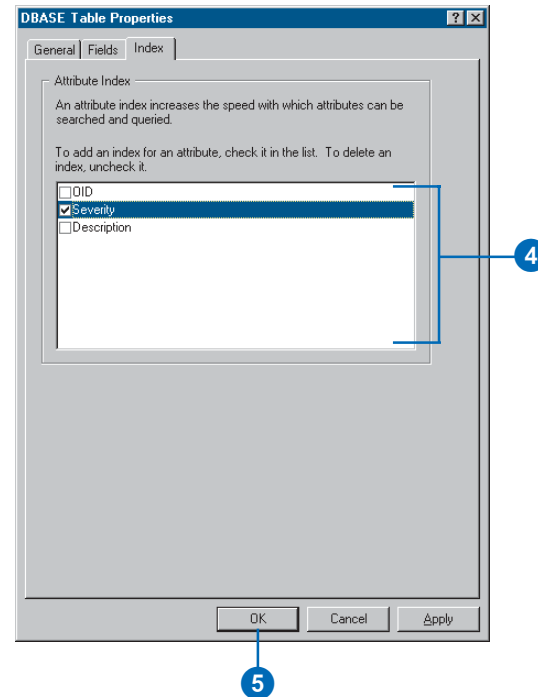 DBASE Table Properties
General Fields Index
Attribute Index
An attribute index increases the speed with which attributes can be
searched and queried.
To add an index for an attribute, check it in the list. To delete an
index, uncheck it.
OID
Severity
Description
4
OK Cancel Apply
5